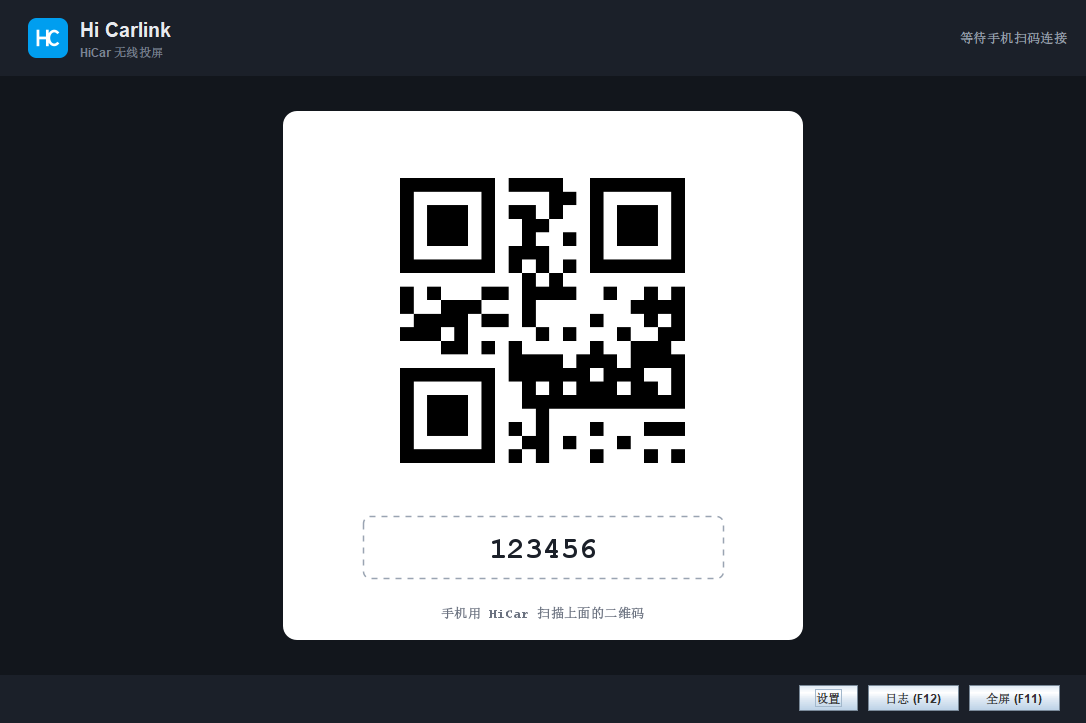 HC
Hi Carlink
HiCar 无线投屏
等待手机扫码连接
123456
手机用 HiCar 扫描上面的二维码
设置
日志 (F12)
全屏 (F11)